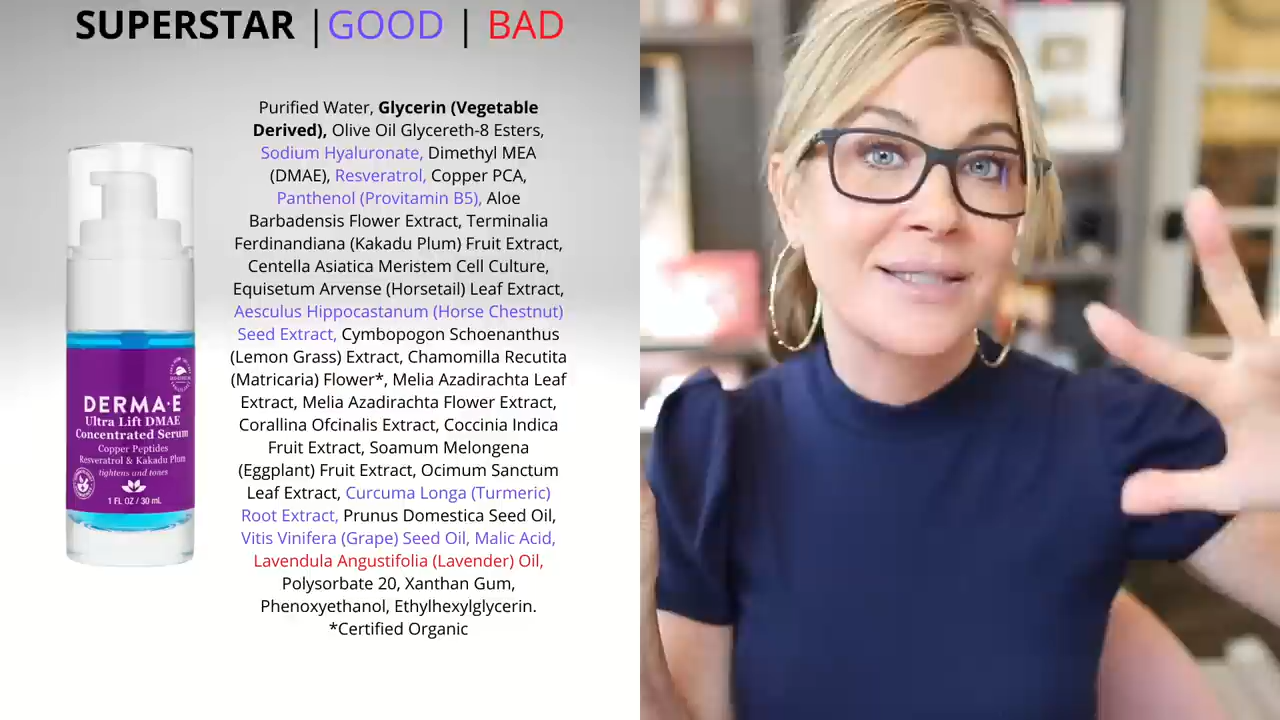 SUPERSTAR | GOOD | BAD
Purified Water, Glycerin (Vegetable
Derived), Olive Oil Glycereth-8 Esters,
Sodium Hyaluronate, Dimethyl MEA
(DMAE), Resveratrol, Copper PCA,
Panthenol (Provitamin B5), Aloe
Barbadensis Flower Extract, Terminalia
Ferdinandiana (Kakadu Plum) Fruit Extract,
Centella Asiatica Meristem Cell Culture,
Equisetum Arvense (Horsetail) Leaf Extract,
Aesculus Hippocastanum (Horse Chestnut)
Seed Extract, Cymbopogon Schoenanthus
(Lemon Grass) Extract, Chamomilla Recutita
(Matricaria) Flower*, Melia Azadirachta Leaf
Extract, Melia Azadirachta Flower Extract,
Corallina Ofcinalis Extract, Coccinia Indica
Fruit Extract, Soamum Melongena
(Eggplant) Fruit Extract, Ocimum Sanctum
Leaf Extract, Curcuma Longa (Turmeric)
Root Extract, Prunus Domestica Seed Oil,
Vitis Vinifera (Grape) Seed Oil, Malic Acid,
Lavendula Angustifolia (Lavender) Oil,
Polysorbate 20, Xanthan Gum,
Phenoxyethanol, Ethylhexylglycerin.
*Certified Organic
DERMA·E
Ultra Lift DMAE
Concentrated Serum
Copper Peptides
Resveratrol & Kakadu Plum
tightens and tones
1 FL OZ / 30 mL